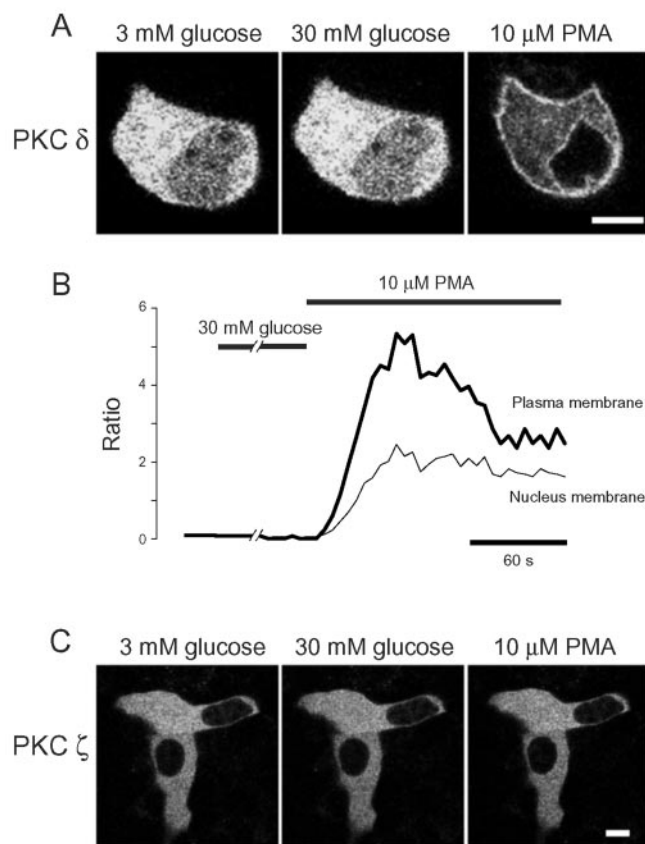 A
3 mM glucose 30 mM glucose 10 μM PMA
PKC δ
B
10 μM PMA
6
30 mM glucose
4
Ratio
Plasma membrane
2
Nucleus membrane
0
60 s
C
3 mM glucose 30 mM glucose 10 μM PMA
PKC ζ